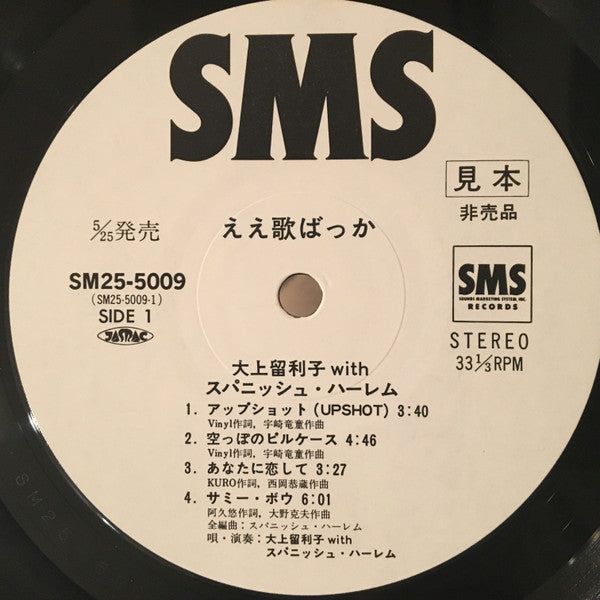 SMS
見本
非売品
5/25発売
ええ歌ばっか
SM25-5009
(SM25-5009-1)
SIDE 1
JASRAC
SMS
SOUNDS MARKETING SYSTEM, INC.
RECORDS
STEREO
33 1/3 RPM
大上留利子 with
スパニッシュ・ハーレム
1. アップショット (UPSHOT) 3:40
Vinyl作詞, 宇崎竜童作曲
2. 空っぽのピルケース 4:46
Vinyl作詞, 宇崎竜童作曲
3. あなたに恋して 3:27
KURO作詞, 西岡恭蔵作曲
4. サミー・ボウ 6:01
阿久悠作詞, 大野克夫作曲
全編曲:スパニッシュ・ハーレム
唄・演奏:大上留利子 with
スパニッシュ・ハーレム